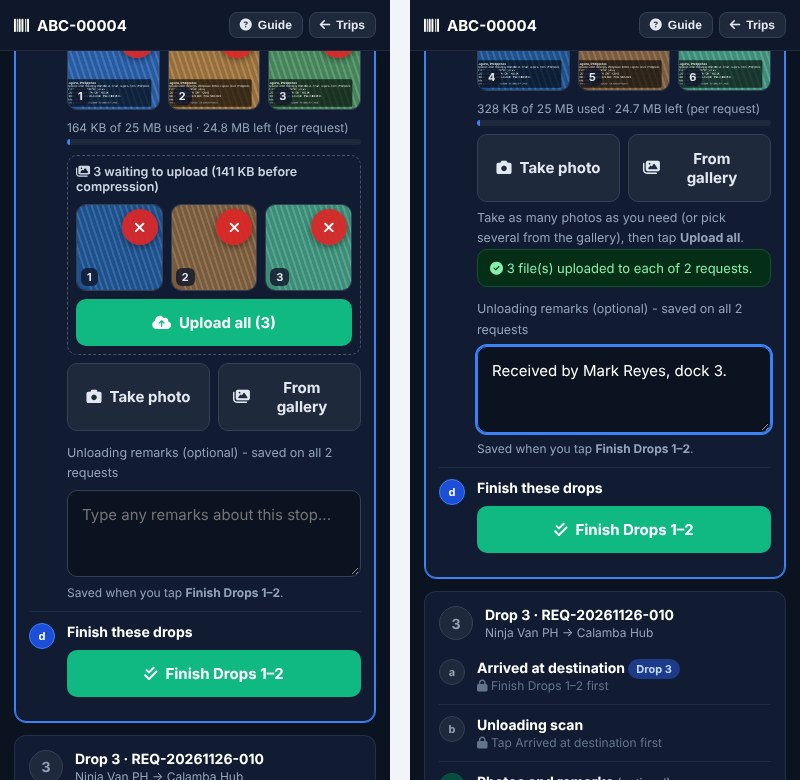 ABC-00004
Guide
Trips
1
2
3
164 KB of 25 MB used · 24.8 MB left (per request)
3 waiting to upload (141 KB before
compression)
1
2
3
Upload all (3)
Take photo
From
gallery
Unloading remarks (optional) - saved on all 2
requests
Type any remarks about this stop...
Saved when you tap Finish Drops 1–2.
d
Finish these drops
Finish Drops 1–2
3
Drop 3 · REQ-20261126-010
Ninja Van PH → Calamba Hub
ABC-00004
Guide
Trips
4
5
6
328 KB of 25 MB used · 24.7 MB left (per request)
Take photo
From
gallery
Take as many photos as you need (or pick
several from the gallery), then tap Upload all.
3 file(s) uploaded to each of 2 requests.
Unloading remarks (optional) - saved on all 2
requests
Received by Mark Reyes, dock 3.
Saved when you tap Finish Drops 1–2.
d
Finish these drops
Finish Drops 1–2
3
Drop 3 · REQ-20261126-010
Ninja Van PH → Calamba Hub
a
Arrived at destination Drop 3
Finish Drops 1–2 first
b
Unloading scan
Tap Arrived at destination first